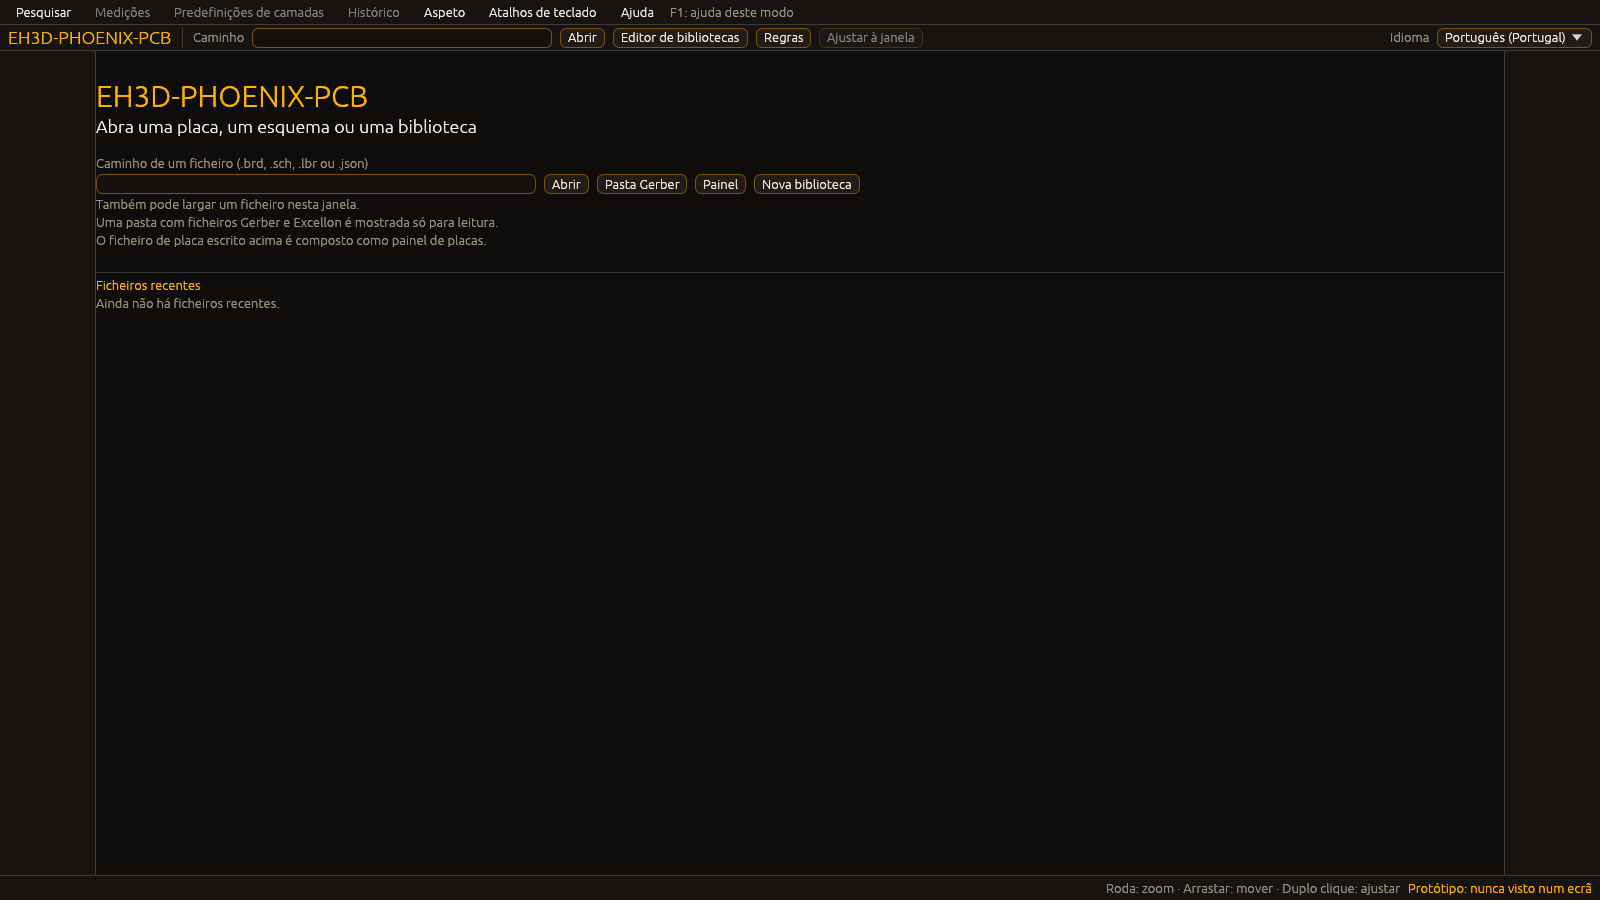 Pesquisar Medições Predefinições de camadas Histórico Aspeto Atalhos de teclado Ajuda F1: ajuda deste modo
EH3D-PHOENIX-PCB Caminho Abrir Editor de bibliotecas Regras Ajustar à janela Idioma Português (Portugal)
EH3D-PHOENIX-PCB
Abra uma placa, um esquema ou uma biblioteca
Caminho de um ficheiro (.brd, .sch, .lbr ou .json)
Abrir Pasta Gerber Painel Nova biblioteca
Também pode largar um ficheiro nesta janela.
Uma pasta com ficheiros Gerber e Excellon é mostrada só para leitura.
O ficheiro de placa escrito acima é composto como painel de placas.
Ficheiros recentes
Ainda não há ficheiros recentes.
Roda: zoom · Arrastar: mover · Duplo clique: ajustar Protótipo: nunca visto num ecrã